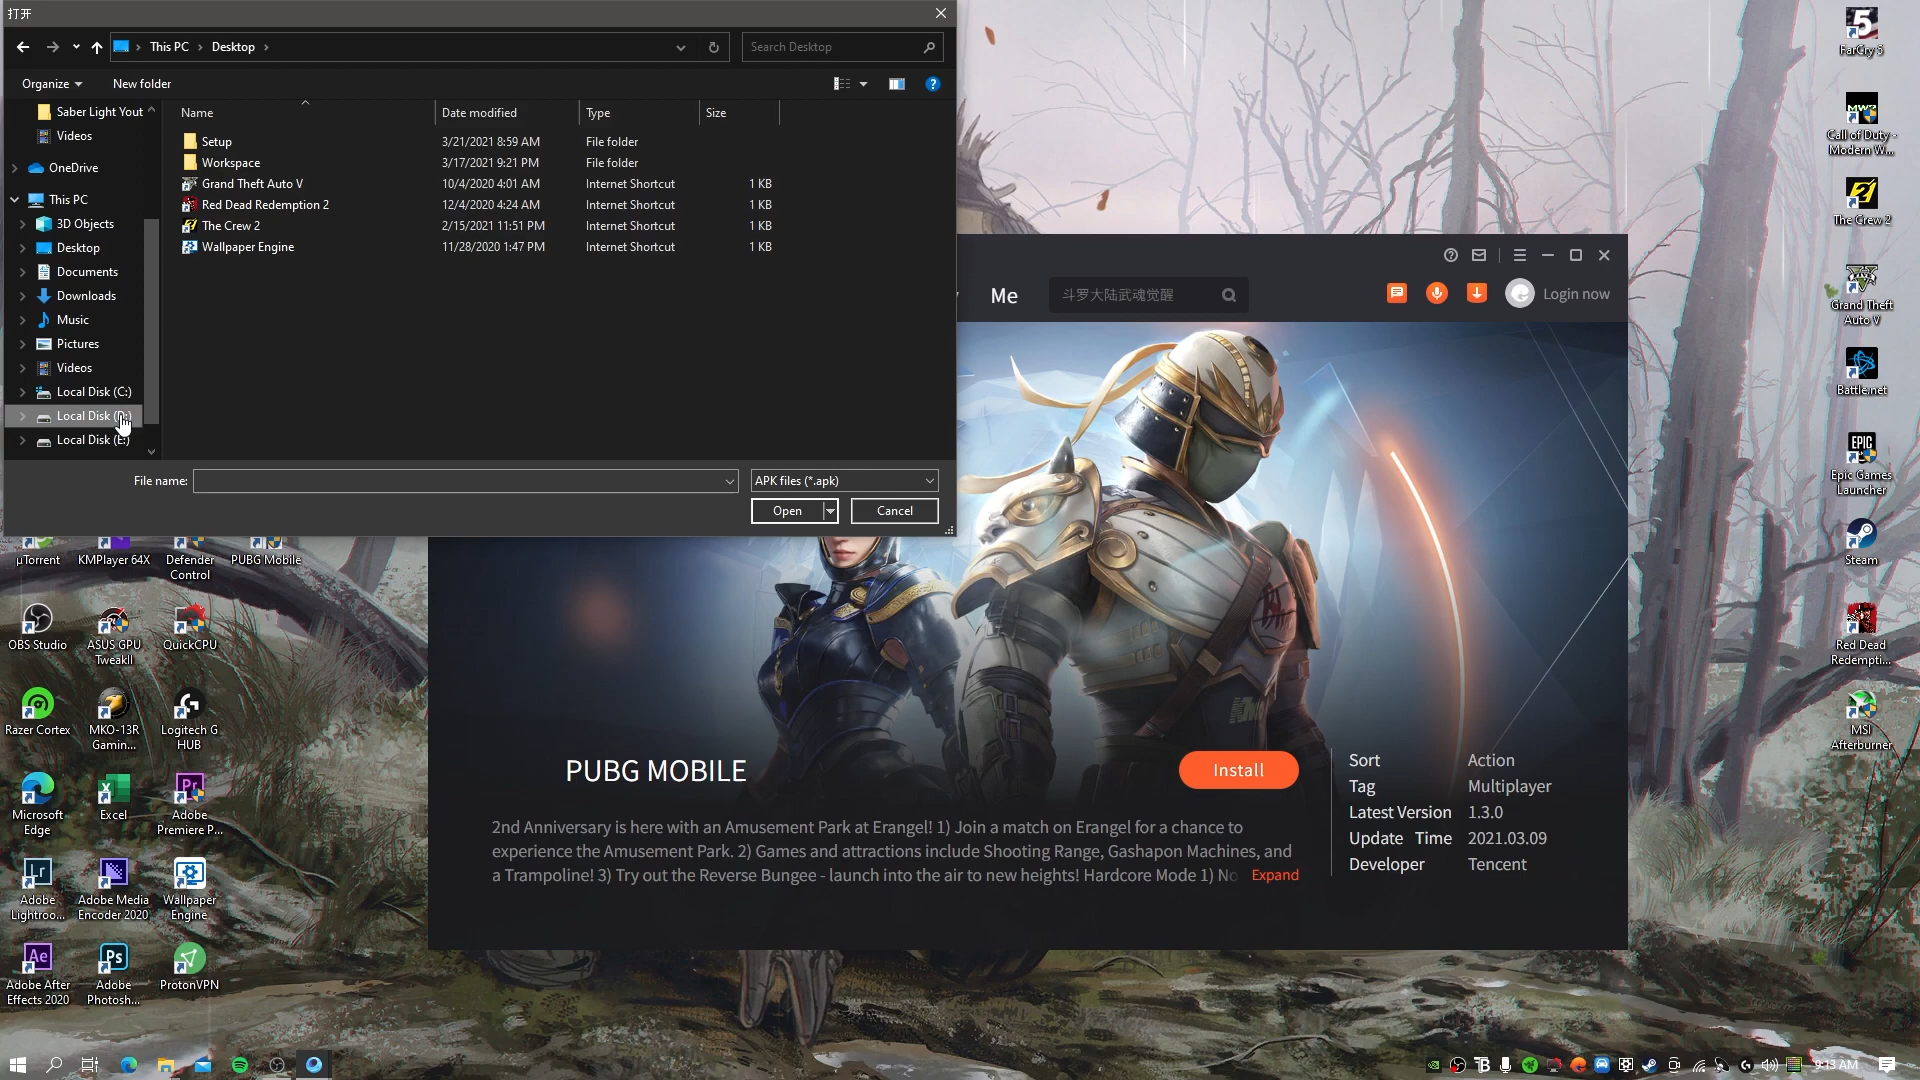 打开
This PC
Desktop
Search Desktop
Organize
New folder
Saber Light Yout
Videos
OneDrive
This PC
3D Objects
Desktop
Documents
Downloads
Music
Pictures
Videos
Local Disk (C:)
Local Disk (D:)
Local Disk (E:)
Name
Date modified
Type
Size
Setup
3/21/2021 8:59 AM
File folder
Workspace
3/17/2021 9:21 PM
File folder
Grand Theft Auto V
10/4/2020 4:01 AM
Internet Shortcut
1 KB
Red Dead Redemption 2
12/4/2020 4:24 AM
Internet Shortcut
1 KB
The Crew 2
2/15/2021 11:51 PM
Internet Shortcut
1 KB
Wallpaper Engine
11/28/2020 1:47 PM
Internet Shortcut
1 KB
File name:
APK files (*.apk)
Open
Cancel
Me
斗罗大陆武魂觉醒
Login now
PUBG MOBILE
Install
2nd Anniversary is here with an Amusement Park at Erangel! 1) Join a match on Erangel for a chance to
experience the Amusement Park. 2) Games and attractions include Shooting Range, Gashapon Machines, and
a Trampoline! 3) Try out the Reverse Bungee - launch into the air to new heights! Hardcore Mode 1) No
Expand
Sort
Action
Tag
Multiplayer
Latest Version
1.3.0
Update Time
2021.03.09
Developer
Tencent
µTorrent
KMPlayer 64X
Defender
Control
PUBG Mobile
OBS Studio
ASUS GPU
TweakII
QuickCPU
Razer Cortex
MKO-13R
Gamin...
Logitech G
HUB
Microsoft
Edge
Excel
Pr
Adobe
Premiere P...
Lr
Adobe
Lightroo...
Adobe Media
Encoder 2020
Wallpaper
Engine
Ae
Adobe After
Effects 2020
Ps
Adobe
Photosh...
ProtonVPN
5
FarCry 5
MW2
Call of Duty -
Modern W...
The Crew 2
Grand Theft
Auto V
Battle.net
EPIC
Epic Games
Launcher
Steam
Red Dead
Redempti...
MSI
Afterburner
9:13 AM